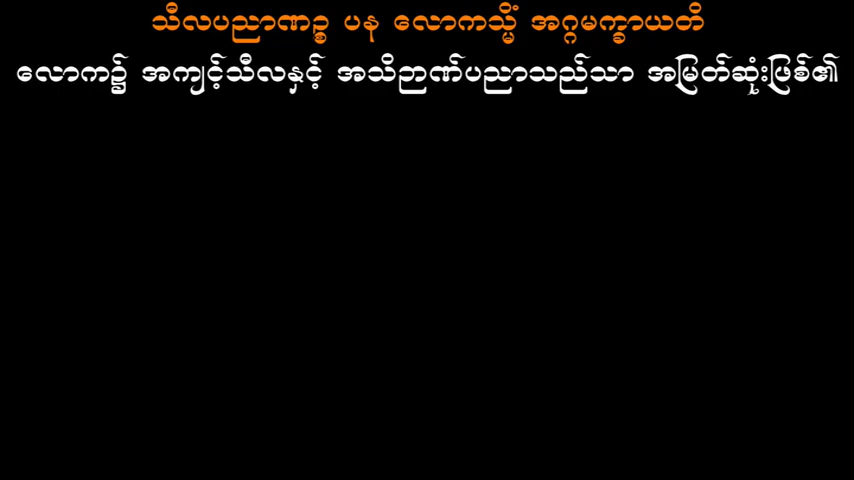 သီလပညာဏဉ္စ ပန လောကသ္မိံ အဂ္ဂမက္ခာယတိ
လောက၌ အကျင့်သီလနှင့် အသိဉာဏ်ပညာသည်သာ အမြတ်ဆုံးဖြစ်၏